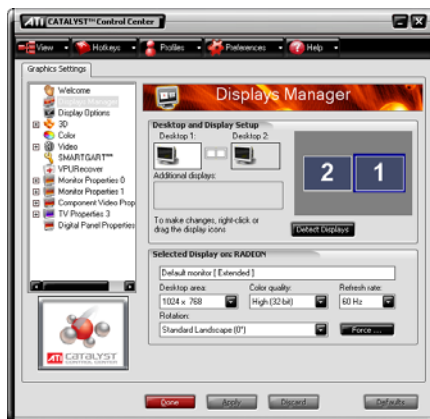 ATI CATALYST™ Control Center
View Hotkeys Profiles Preferences Help
Graphics Settings
Welcome
Displays Manager
Display Options
3D
Color
Video
SMARTGART™
VPURecover
Monitor Properties 0
Monitor Properties 1
Component Video Prop
TV Properties 3
Digital Panel Properties
ATI CATALYST
CONTROL CENTER
Displays Manager
Desktop and Display Setup
Desktop 1: Desktop 2:
Additional displays:
2 1
To make changes, right-click or
drag the display icons
Detect Displays
Selected Display on: RADEON
Default monitor [ Extended ]
Desktop area: Color quality: Refresh rate:
1024 x 768 High (32-bit) 60 Hz
Rotation:
Standard Landscape (0°) Force ....
Done Apply Discard Defaults